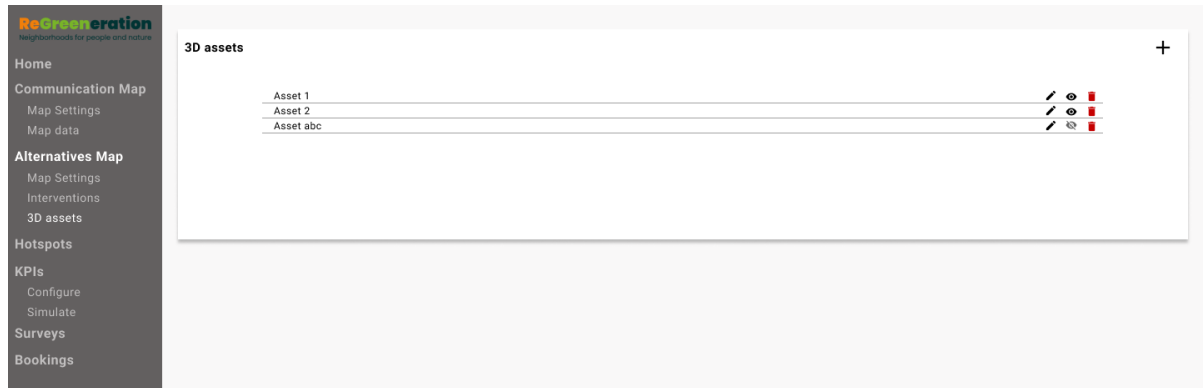 ReGreeneration
Neighborhoods for people and nature
Home
Communication Map
Map Settings
Map data
Alternatives Map
Map Settings
Interventions
3D assets
Hotspots
KPIs
Configure
Simulate
Surveys
Bookings
3D assets
Asset 1
Asset 2
Asset abc